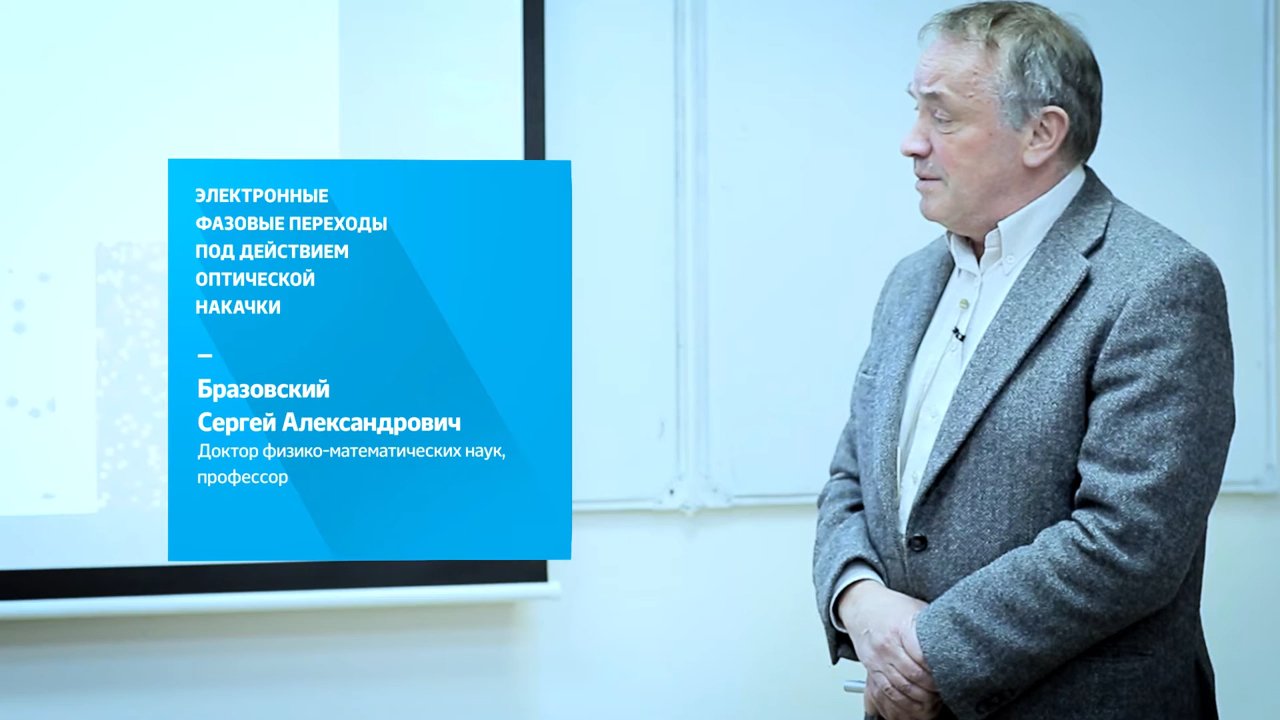 ЭЛЕКТРОННЫЕ
ФАЗОВЫЕ ПЕРЕХОДЫ
ПОД ДЕЙСТВИЕМ
ОПТИЧЕСКОЙ
НАКАЧКИ
–
Бразовский
Сергей Александрович
Доктор физико-математических наук,
профессор